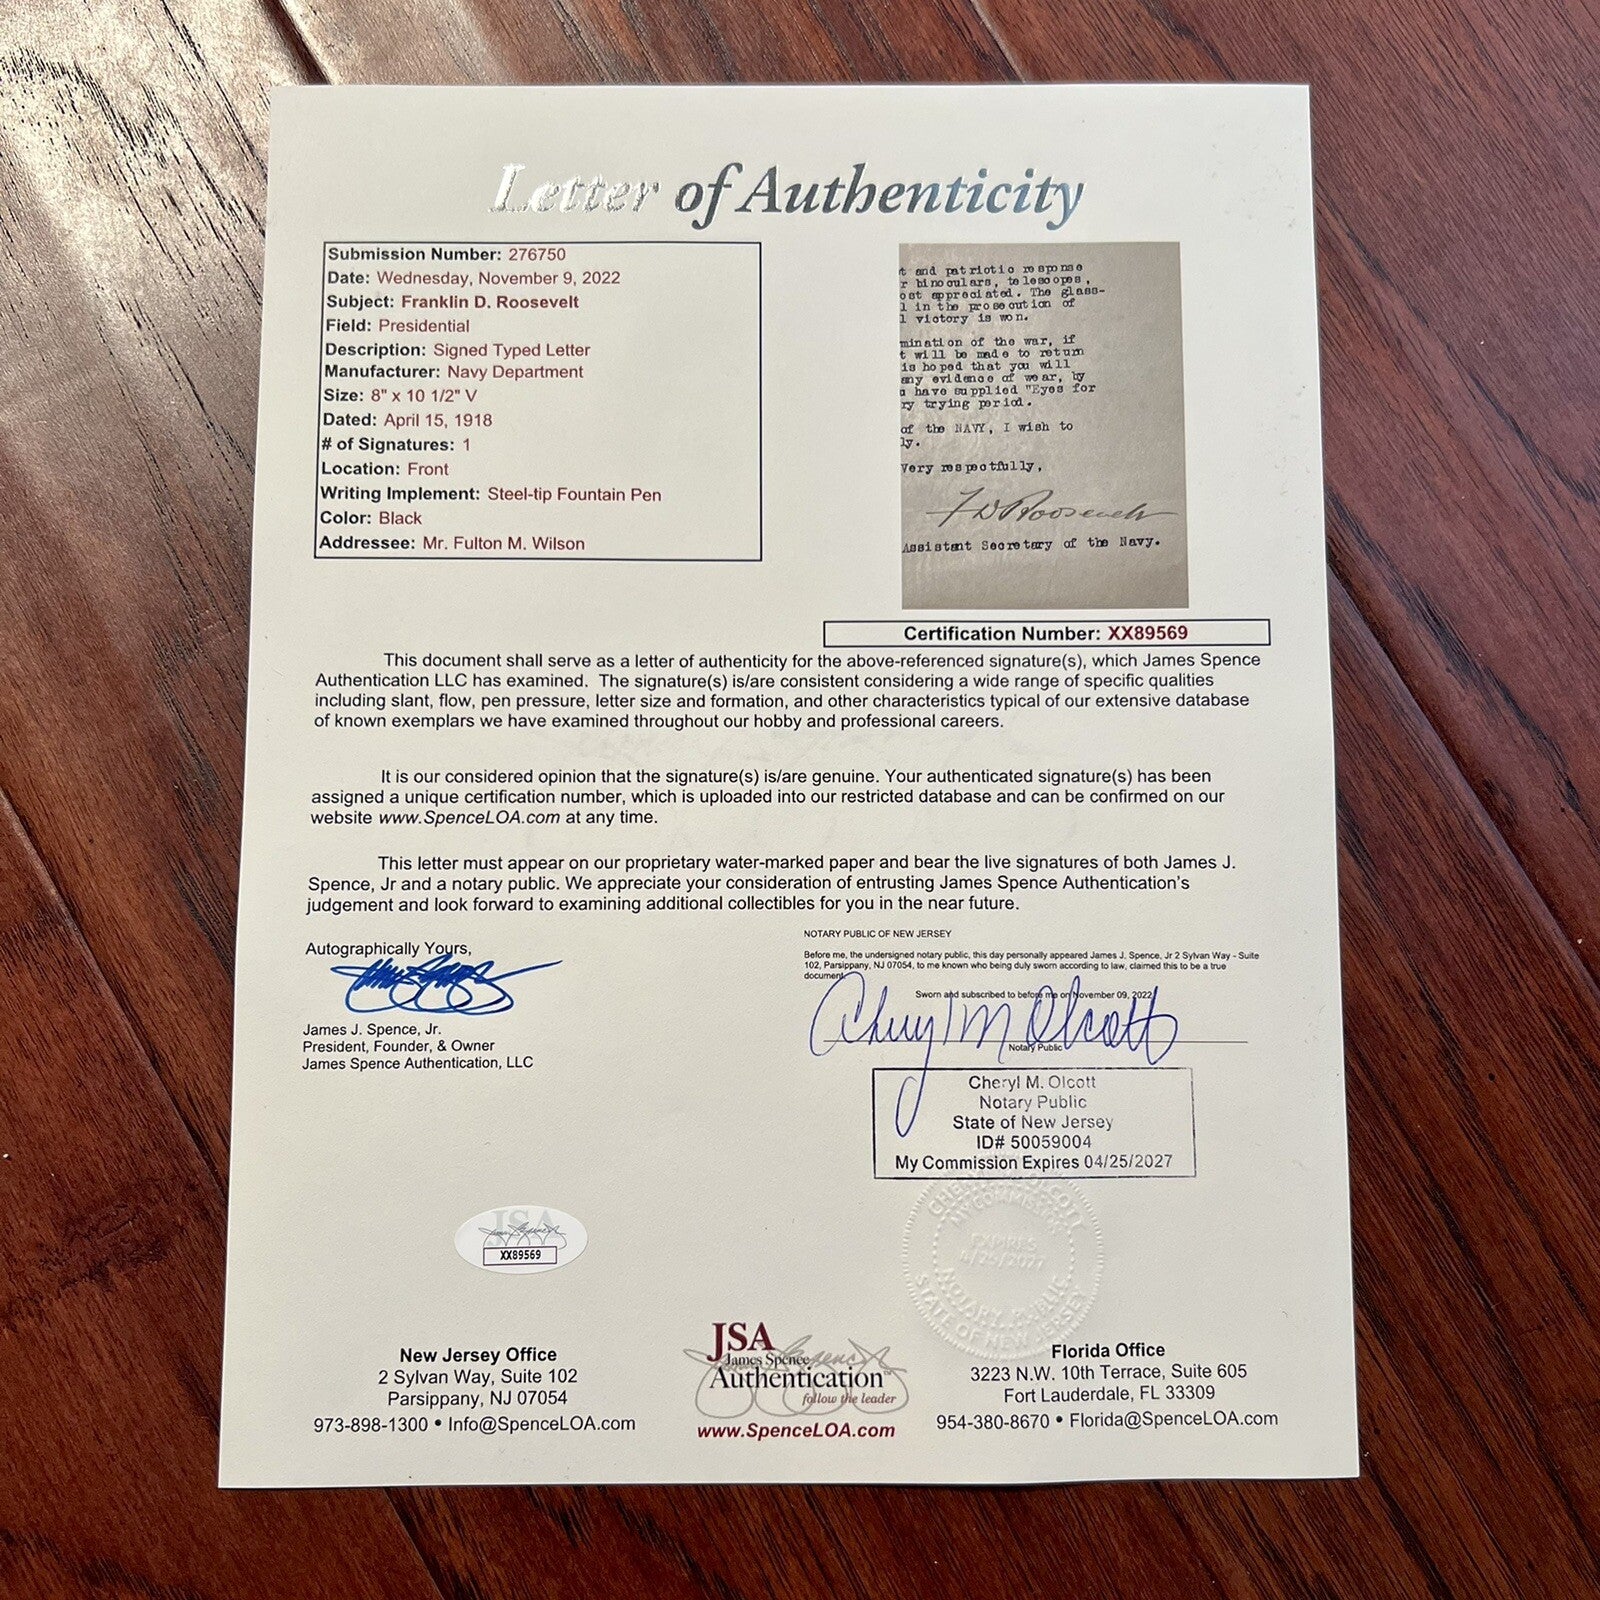 Letter of Authenticity
Submission Number: 276750
Date: Wednesday, November 9, 2022
Subject: Franklin D. Roosevelt
Field: Presidential
Description: Signed Typed Letter
Manufacturer: Navy Department
Size: 8" x 10 1/2" V
Dated: April 15, 1918
# of Signatures: 1
Location: Front
Writing Implement: Steel-tip Fountain Pen
Color: Black
Addressee: Mr. Fulton M. Wilson
t and patriotic response
r binoculars, telescopes,
ost appreciated. The glass-
l in the prosecution of
l victory is won.
mination of the war, if
t will be made to return
is hoped that you will
any evidence of wear, by
u have supplied "Eyes for
ry trying period.
of the NAVY, I wish to
ly.
Very respectfully,
F D Roosevelt
Assistant Secretary of the Navy.
Certification Number: XX89569
This document shall serve as a letter of authenticity for the above-referenced signature(s), which James Spence
Authentication LLC has examined. The signature(s) is/are consistent considering a wide range of specific qualities
including slant, flow, pen pressure, letter size and formation, and other characteristics typical of our extensive database
of known exemplars we have examined throughout our hobby and professional careers.
It is our considered opinion that the signature(s) is/are genuine. Your authenticated signature(s) has been
assigned a unique certification number, which is uploaded into our restricted database and can be confirmed on our
website www.SpenceLOA.com at any time.
This letter must appear on our proprietary water-marked paper and bear the live signatures of both James J.
Spence, Jr and a notary public. We appreciate your consideration of entrusting James Spence Authentication's
judgement and look forward to examining additional collectibles for you in the near future.
Autographically Yours,
James J. Spence, Jr.
President, Founder, & Owner
James Spence Authentication, LLC
NOTARY PUBLIC OF NEW JERSEY
Before me, the undersigned notary public, this day personally appeared James J. Spence, Jr 2 Sylvan Way - Suite
102, Parsippany, NJ 07054, to me known who being duly sworn according to law, claimed this to be a true
document.
Sworn and subscribed to before me on November 09, 2022
Cheryl M Olcott
Notary Public
Cheryl M. Olcott
Notary Public
State of New Jersey
ID# 50059004
My Commission Expires 04/25/2027
CHERYL M OLCOTT
MY COMMISSION
EXPIRES
4/25/2027
NOTARY PUBLIC
STATE OF NEW JERSEY
JSA
XX89569
New Jersey Office
2 Sylvan Way, Suite 102
Parsippany, NJ 07054
973-898-1300 • Info@SpenceLOA.com
JSA
James Spence
Authentication™
follow the leader
www.SpenceLOA.com
Florida Office
3223 N.W. 10th Terrace, Suite 605
Fort Lauderdale, FL 33309
954-380-8670 • Florida@SpenceLOA.com